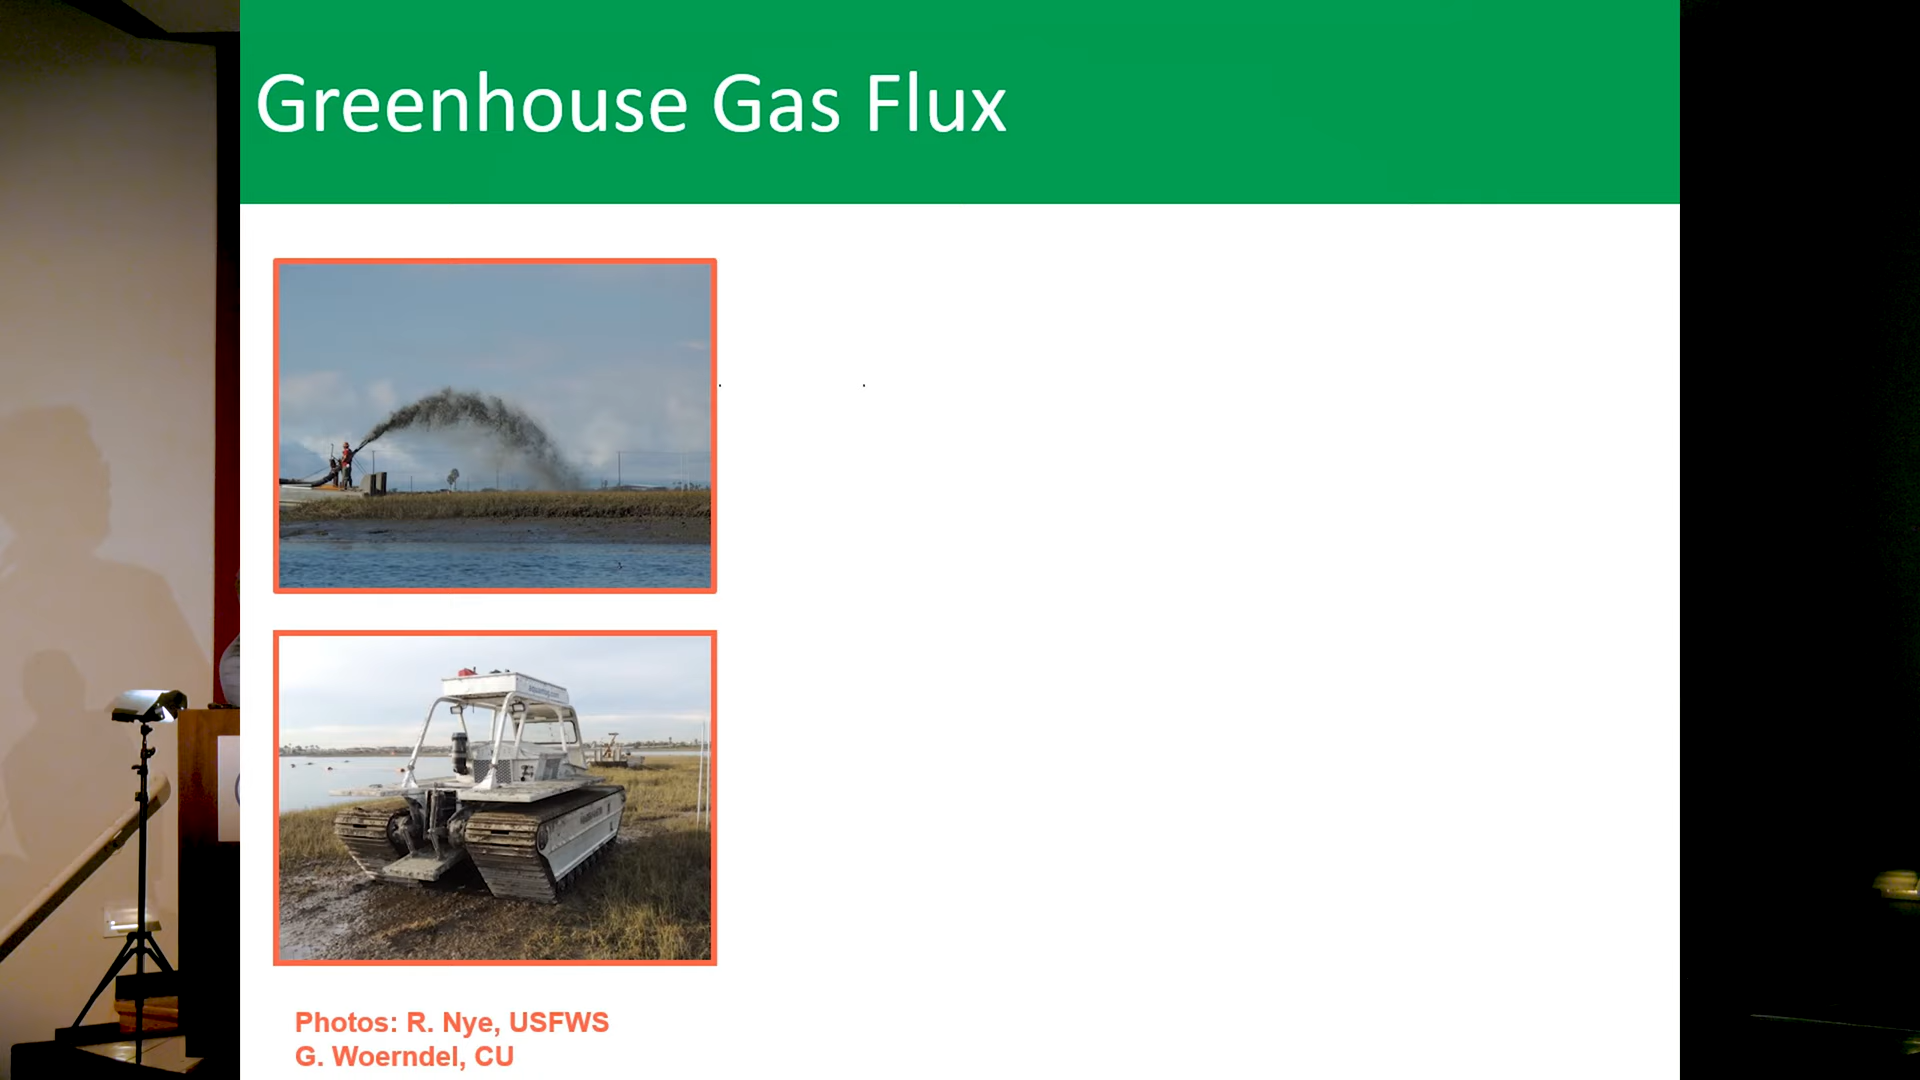 Greenhouse Gas Flux
Photos: R. Nye, USFWS
G. Woerndel, CU